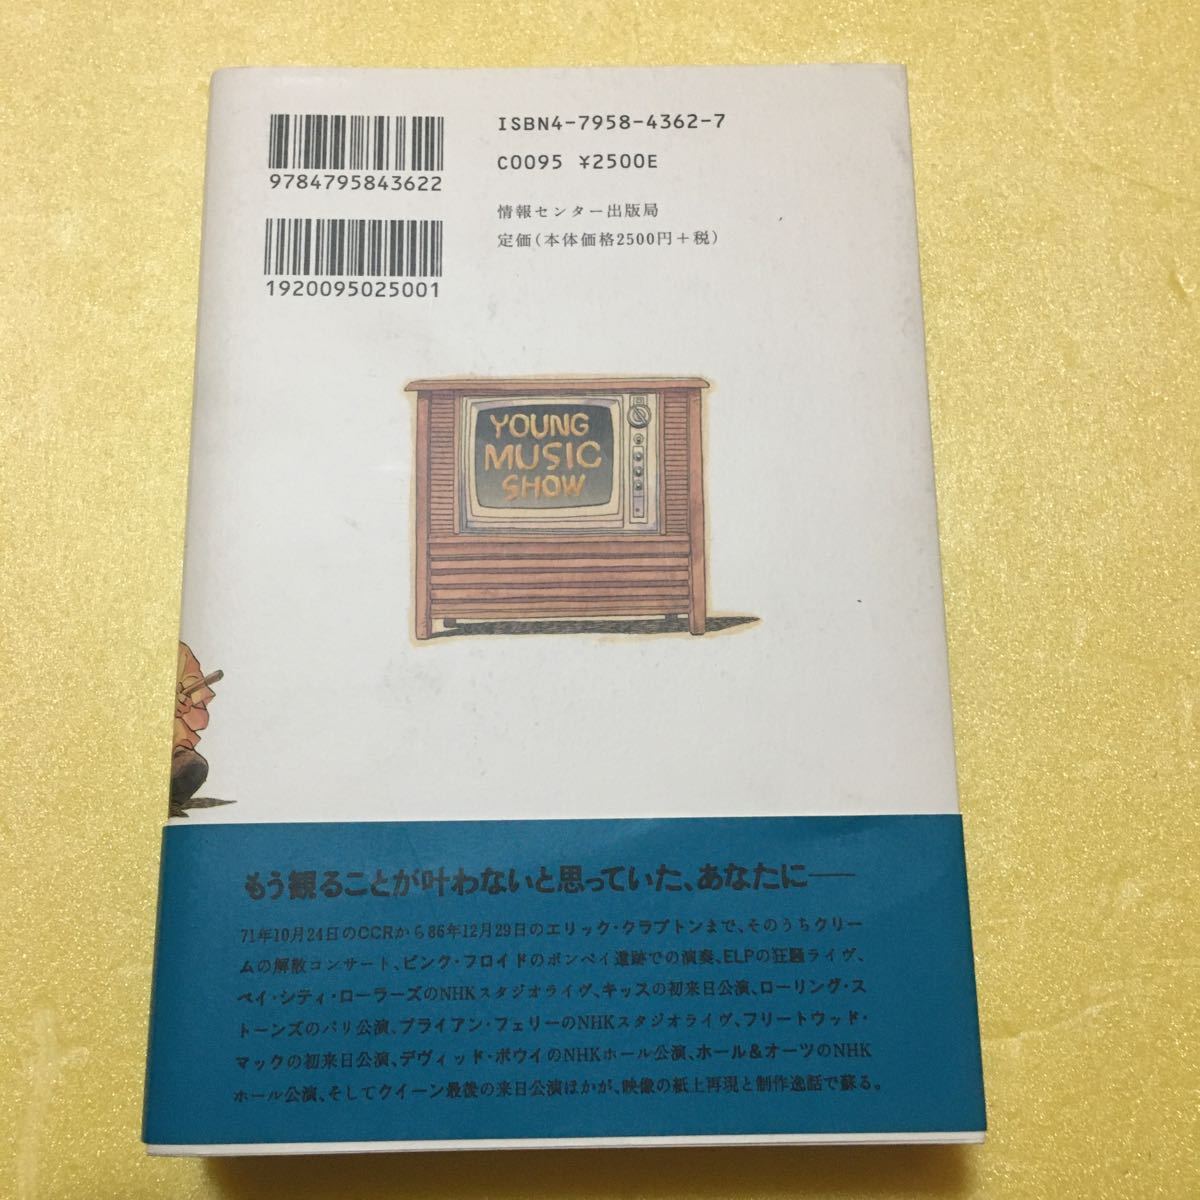 ISBN4-7958-4362-7
C0095 ¥2500E
9784795843622
情報センター出版局
定価(本体価格2500円+税)
1920095025001
YOUNG
MUSIC
SHOW
もう観ることが叶わないと思っていた、あなたに――
71年10月24日のCCRから86年12月29日のエリック・クラプトンまで、そのうちクリー
ムの解散コンサート、ピンク・フロイドのポンペイ遺跡での演奏、ELPの狂騒ライヴ、
ベイ・シティ・ローラーズのNHKスタジオライヴ、キッスの初来日公演、ローリング・ス
トーンズのパリ公演、ブライアン・フェリーのNHKスタジオライヴ、フリートウッド・
マックの初来日公演、デヴィッド・ボウイのNHKホール公演、ホール&オーツのNHK
ホール公演、そしてクイーン最後の来日公演ほかが、映像の紙上再現と制作逸話で蘇る。